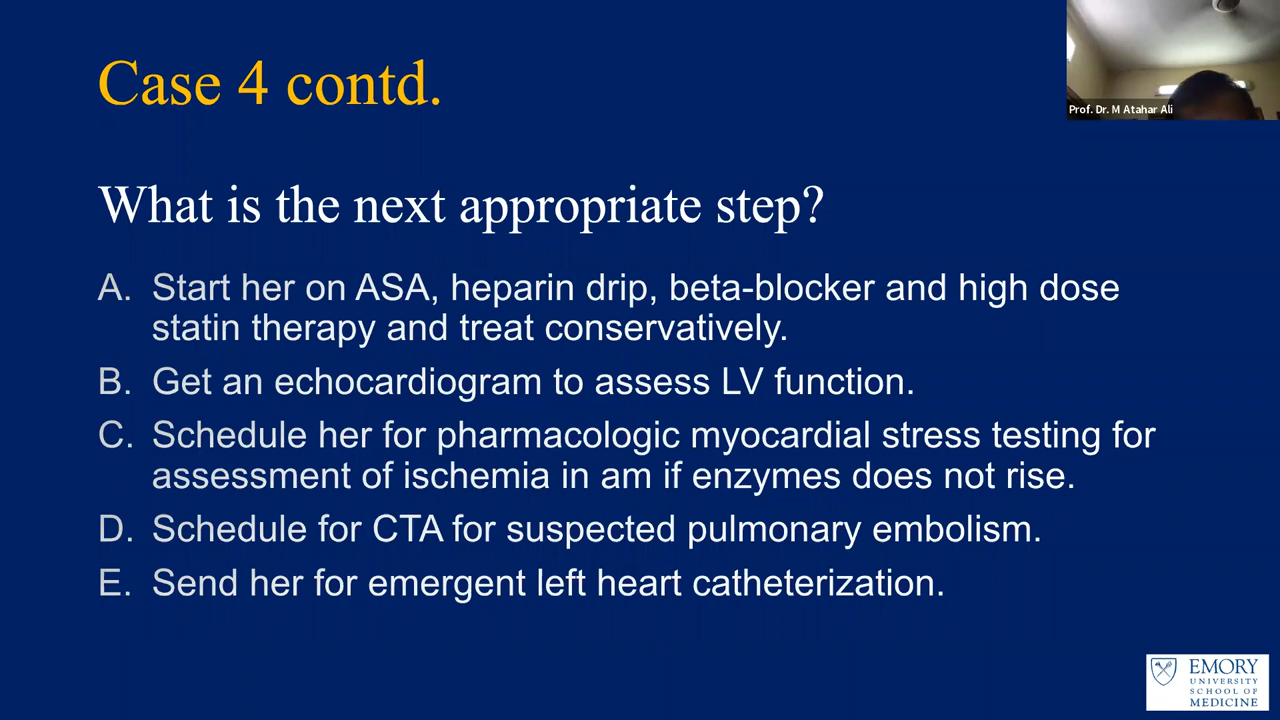 Case 4 contd.
Prof. Dr. M Atahar Ali
What is the next appropriate step?
A. Start her on ASA, heparin drip, beta-blocker and high dose
statin therapy and treat conservatively.
B. Get an echocardiogram to assess LV function.
C. Schedule her for pharmacologic myocardial stress testing for
assessment of ischemia in am if enzymes does not rise.
D. Schedule for CTA for suspected pulmonary embolism.
E. Send her for emergent left heart catheterization.
EMORY
UNIVERSITY
SCHOOL OF
MEDICINE